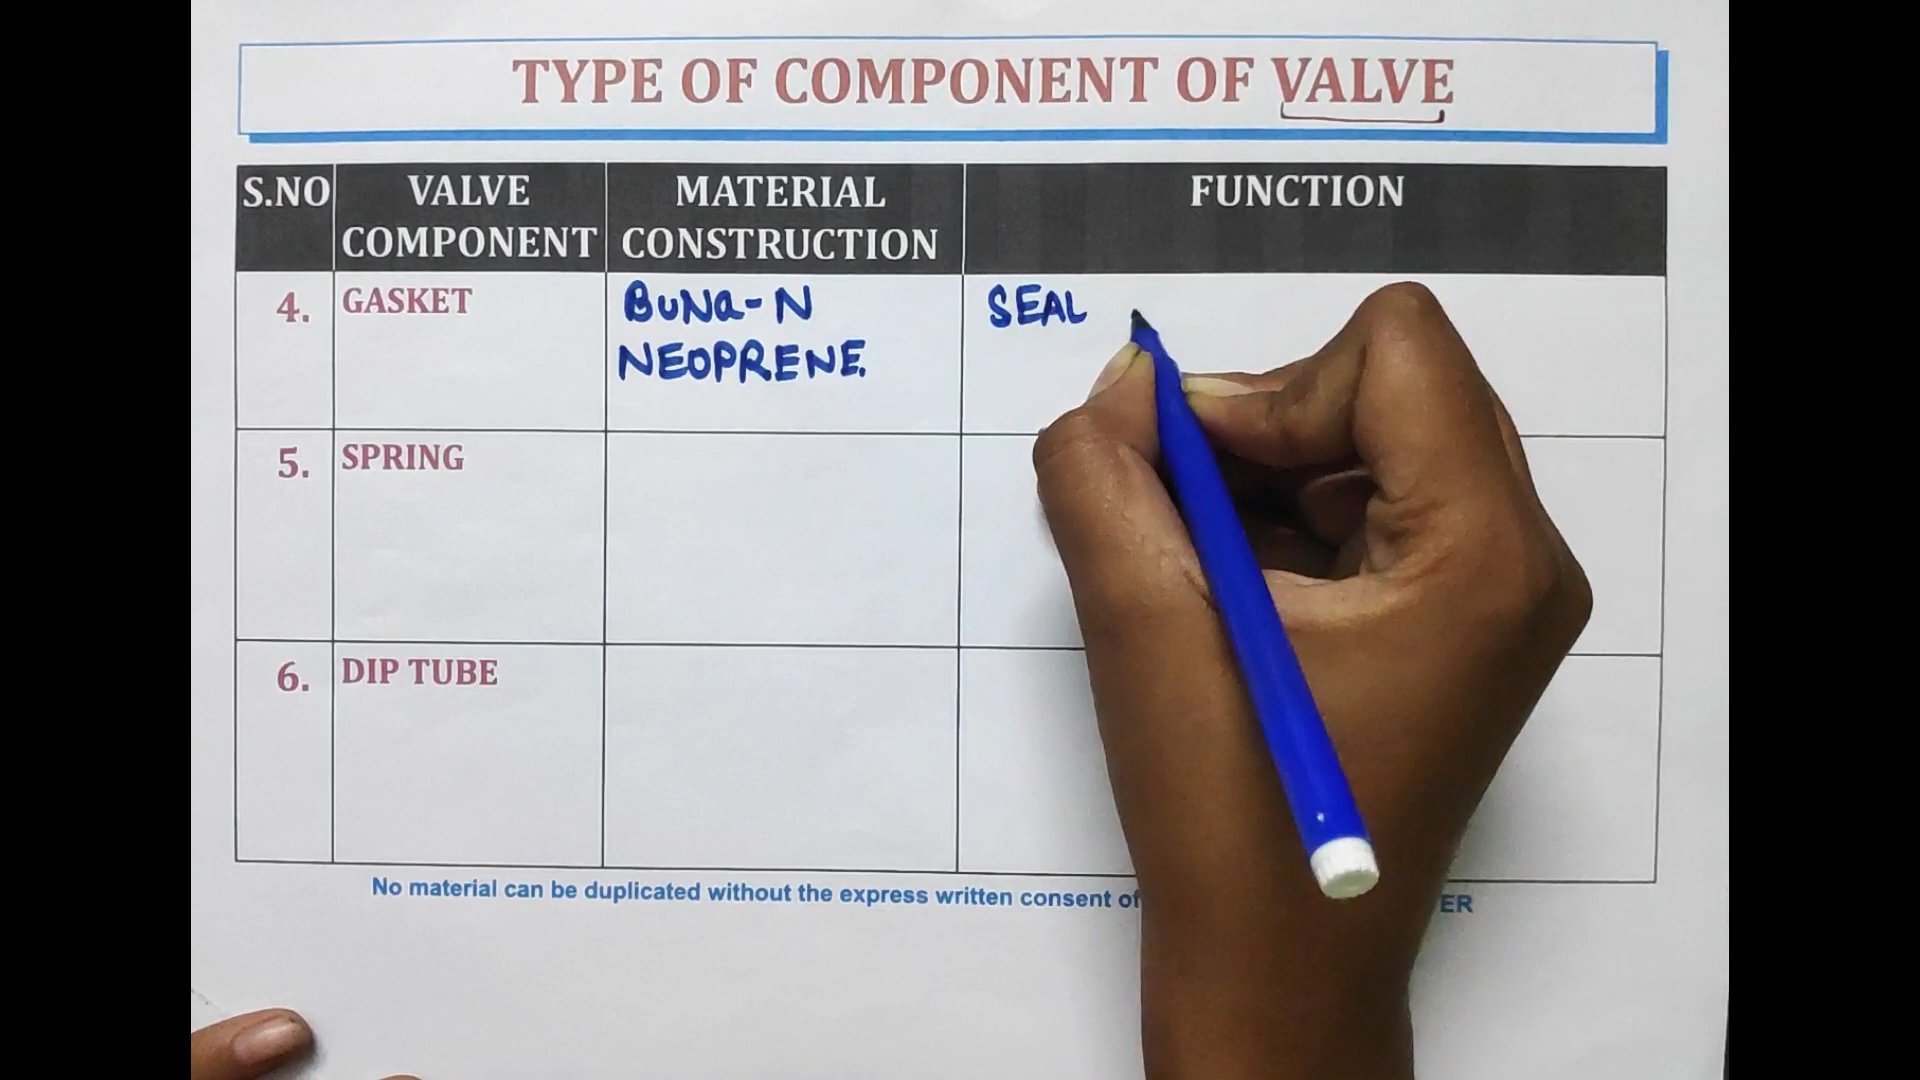 TYPE OF COMPONENT OF VALVE
S.NO VALVE COMPONENT MATERIAL CONSTRUCTION FUNCTION
4. GASKET BUNa-N SEAL
NEOPRENE.
5. SPRING
6. DIP TUBE
No material can be duplicated without the express written consent of